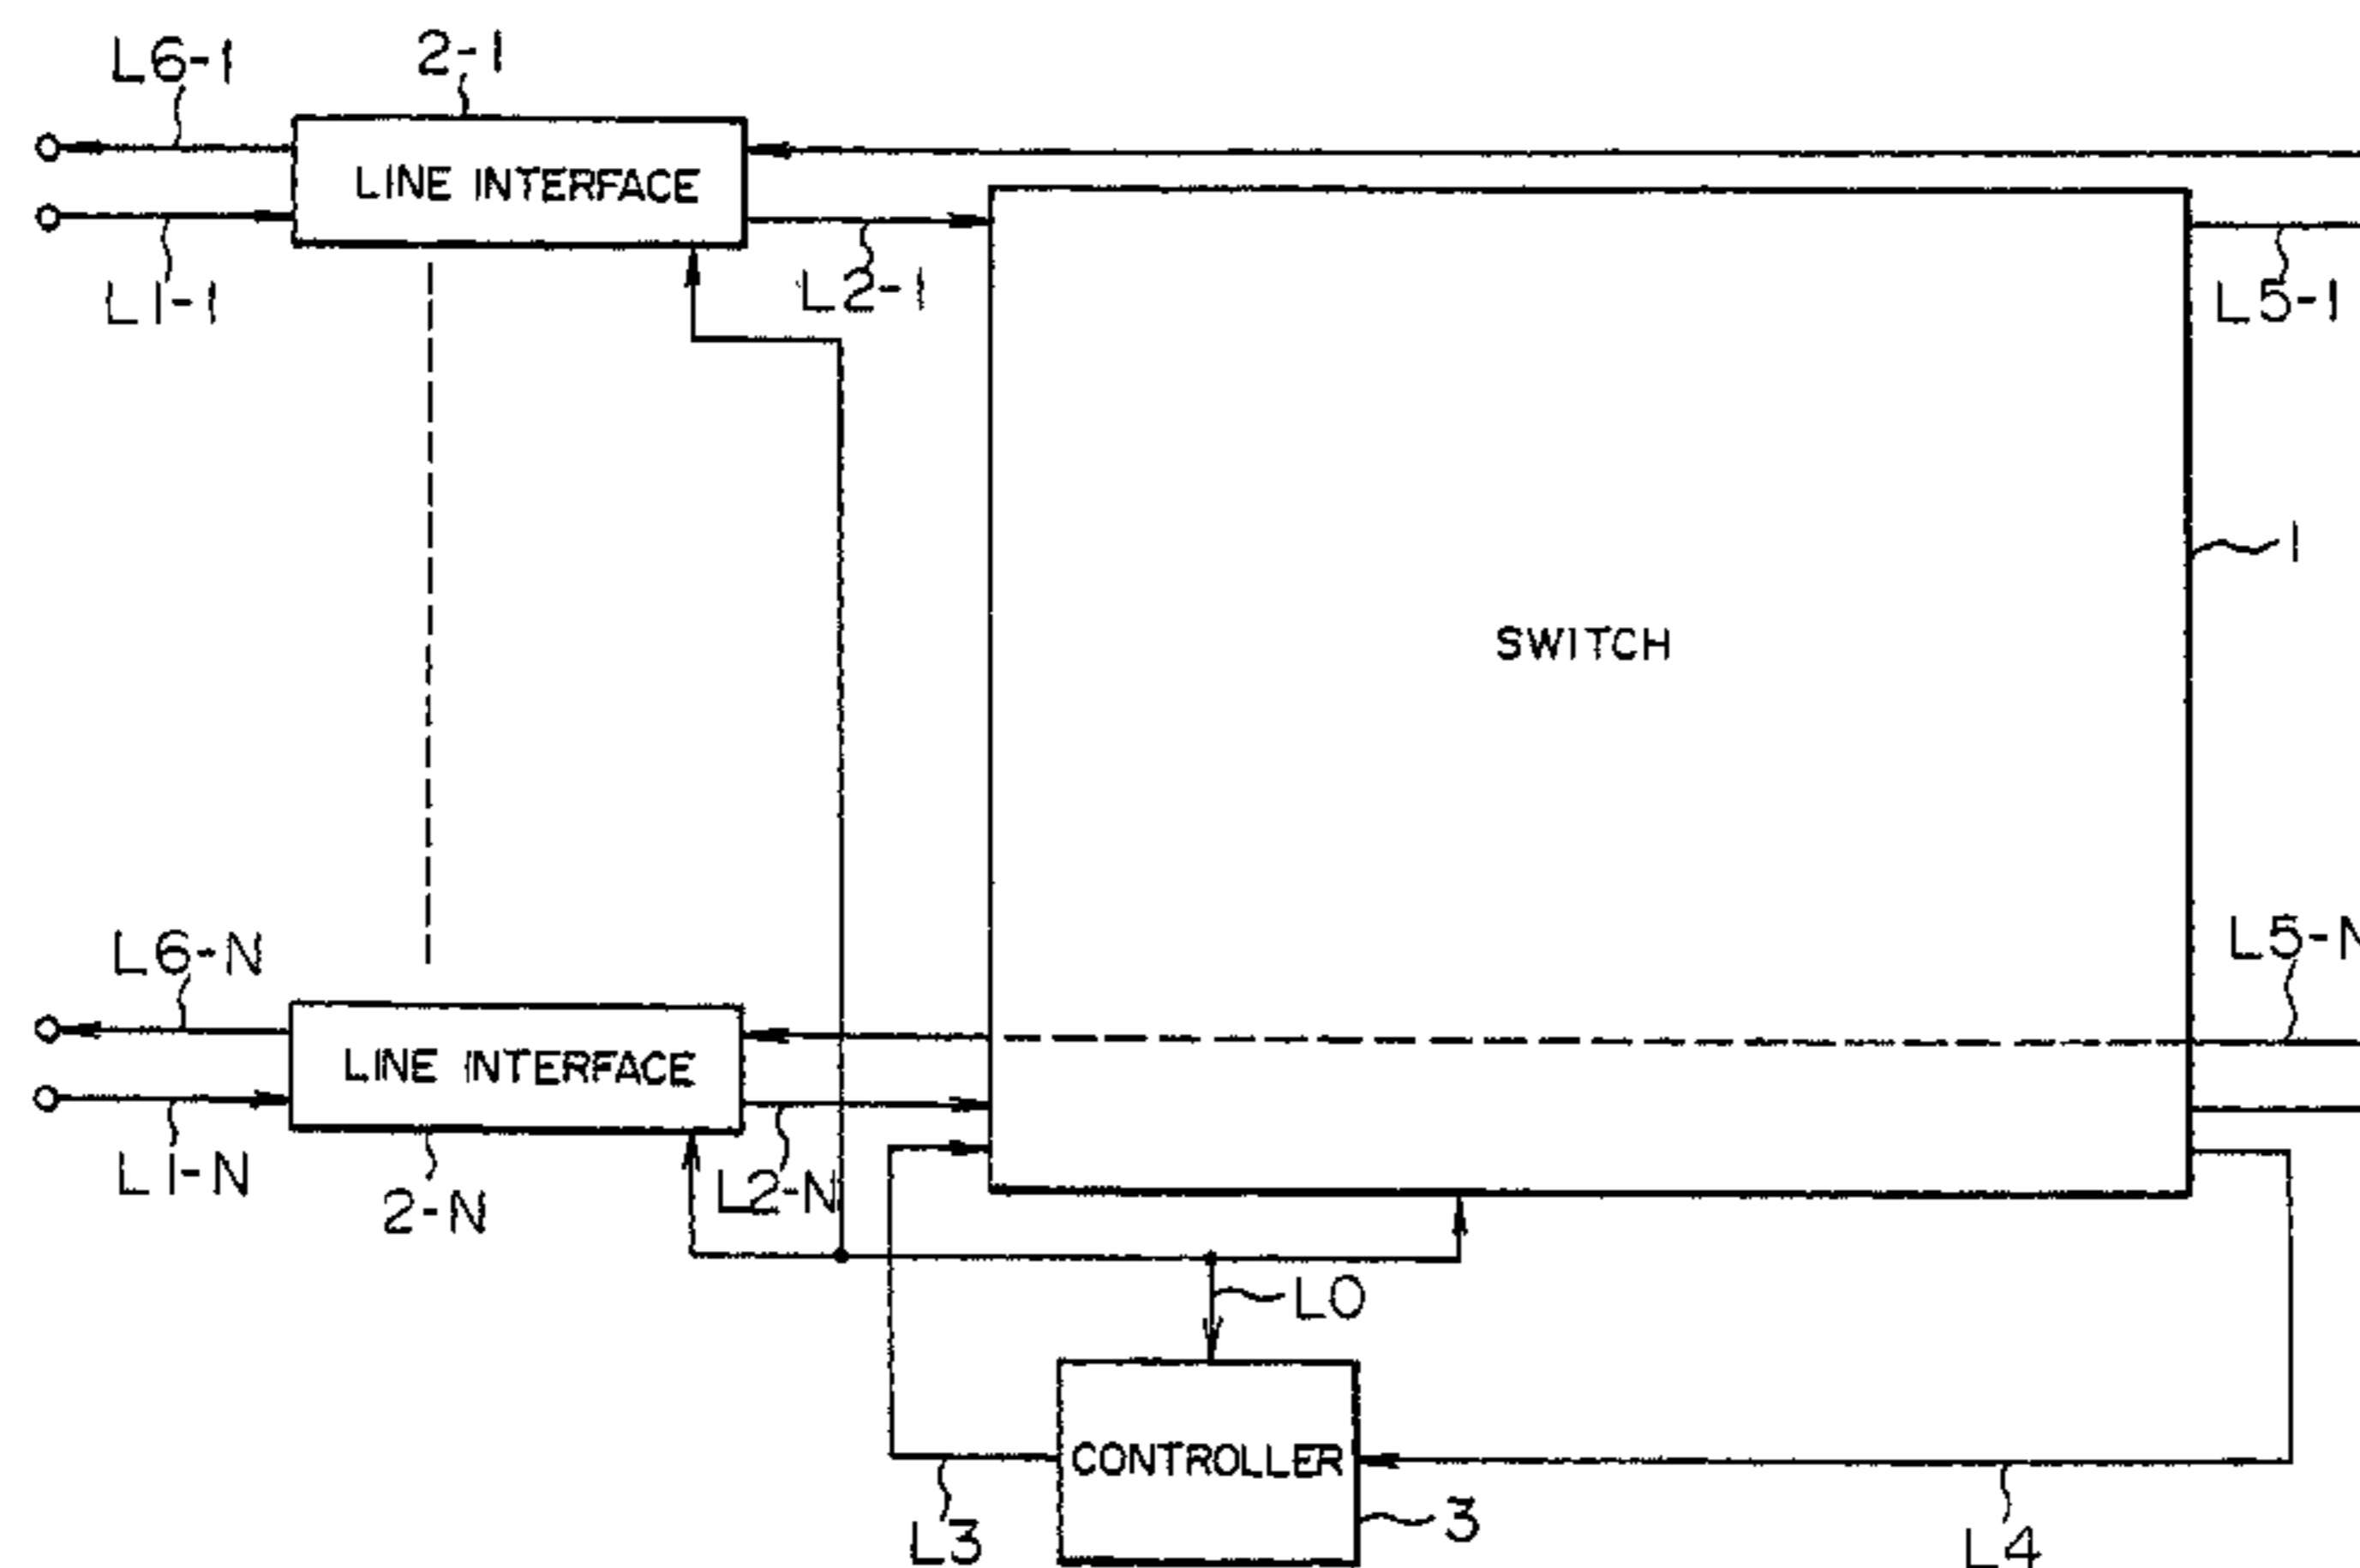 L6-1
2-1
LINE INTERFACE
L1-1
L2-1
L5-1
1
SWITCH
L6-N
L5-N
LINE INTERFACE
L1-N
2-N
L2-N
L0
CONTROLLER
L3
3
L4